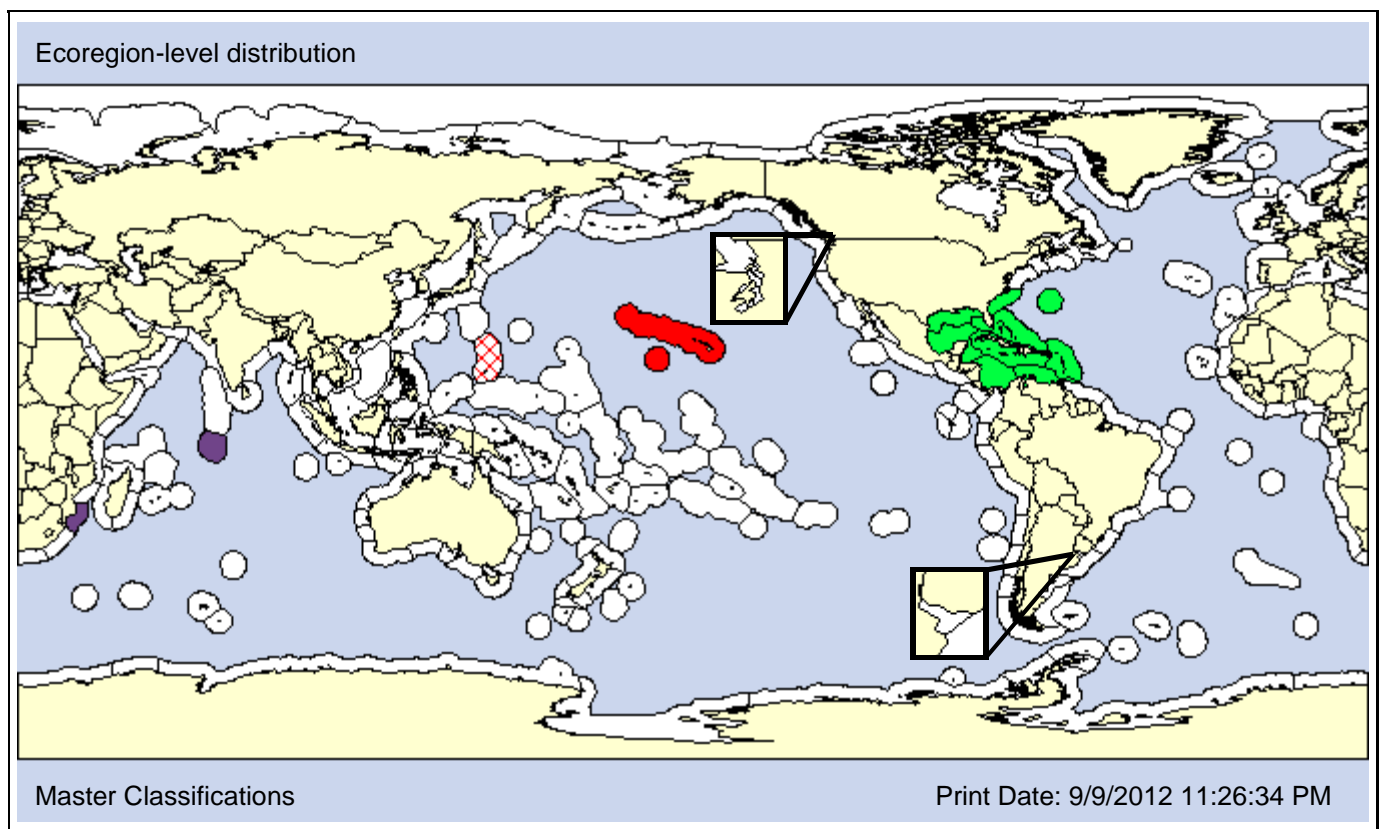 Ecoregion-level distribution
Master Classifications
Print Date: 9/9/2012 11:26:34 PM